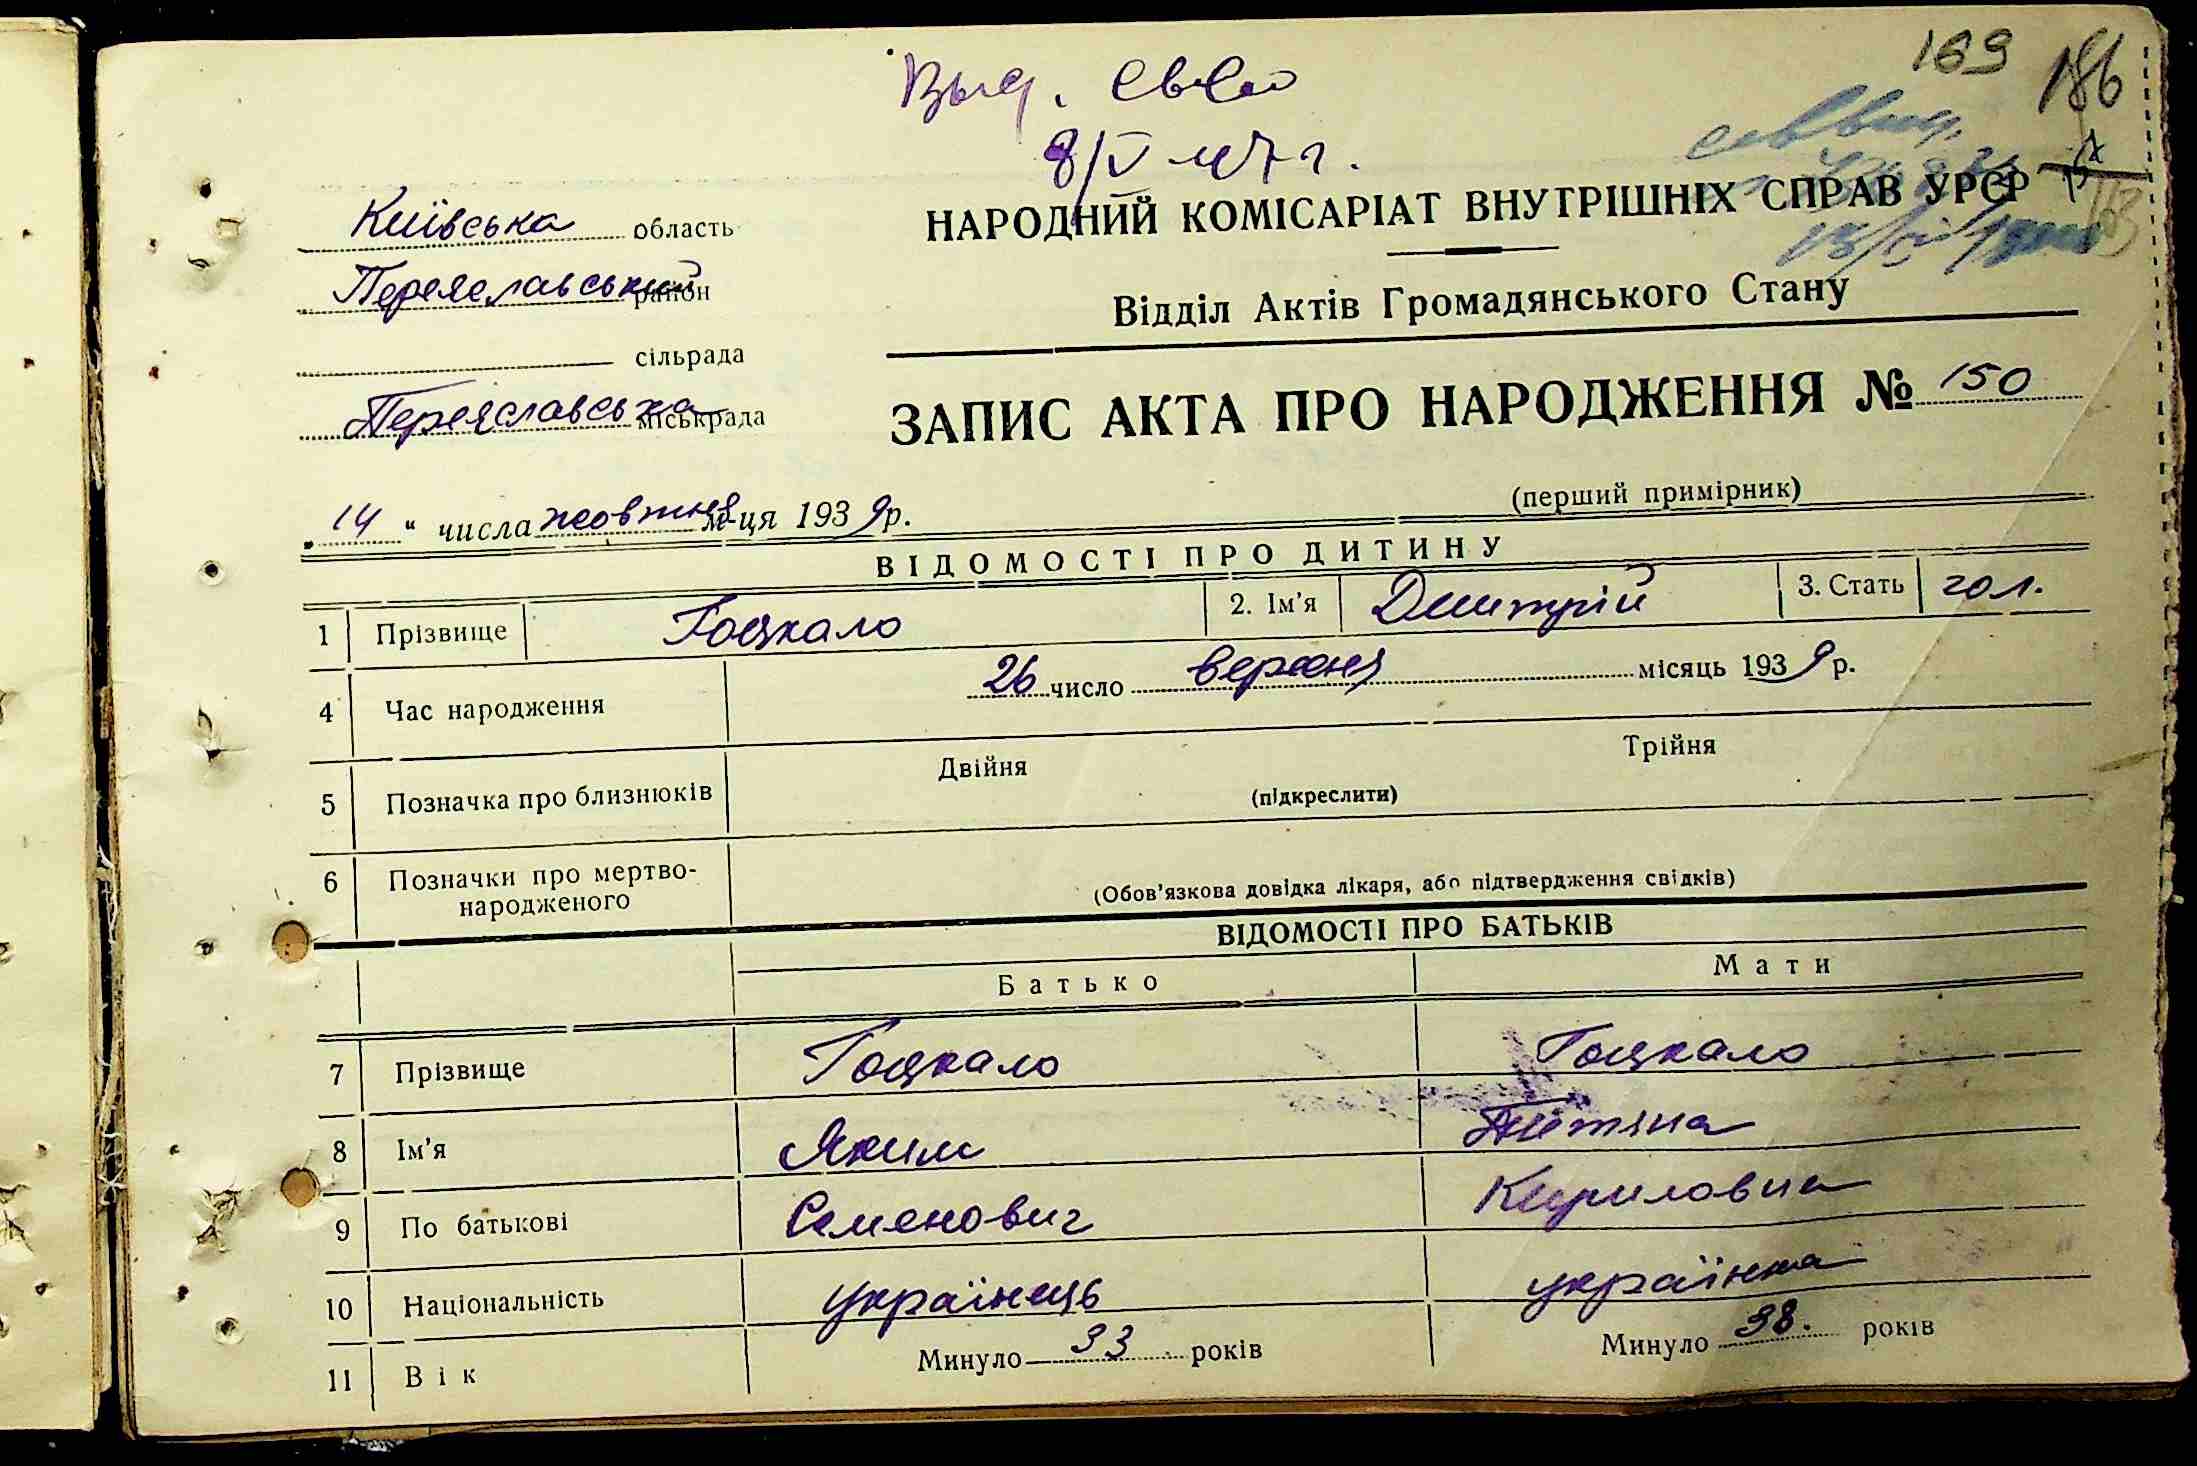 169 186
Выд. св-во
8/V 47 г.
Київська область
Переяславський район
сільрада
Переяславська міськрада
НАРОДНИЙ КОМІСАРІАТ ВНУТРІШНІХ СПРАВ УРСР
Відділ Актів Громадянського Стану
ЗАПИС АКТА ПРО НАРОДЖЕННЯ № 150
(перший примірник)
„14“ числа жовтня м-ця 1939 р.
ВІДОМОСТІ ПРО ДИТИНУ
1 Прізвище Гоцкало 2. Ім'я Дмитрій 3. Стать гол.
4 Час народження 26 число вересня місяць 1939 р.
5 Позначка про близнюків Двійня Трійня
(підкреслити)
6 Позначки про мертво-
народженого (Обов'язкова довідка лікаря, або підтвердження свідків)
ВІДОМОСТІ ПРО БАТЬКІВ
Батько Мати
7 Прізвище Гоцкало Гоцкало
8 Ім'я Яким
9 По батькові Семенович Кириловна
10 Національність українець українка
11 Вік Минуло 33 років Минуло 38. років